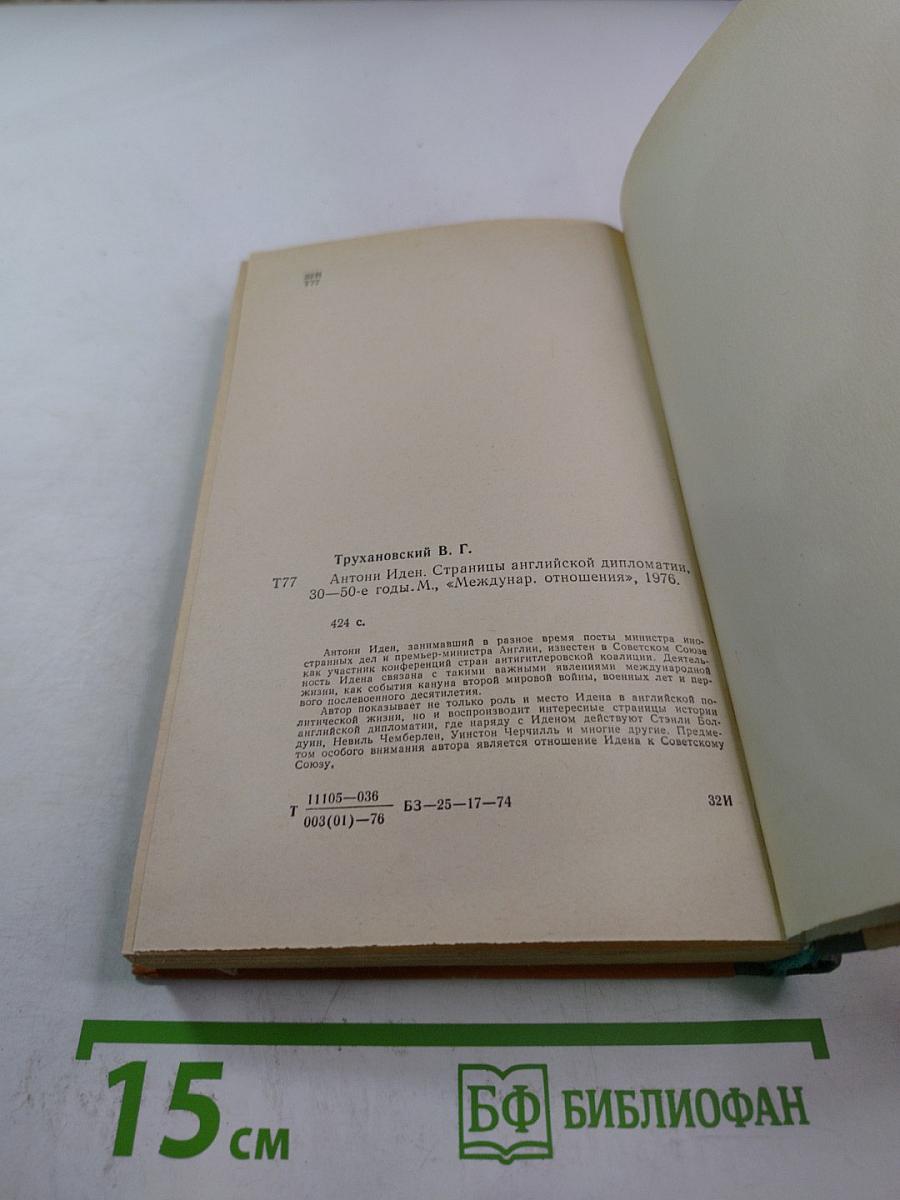 32И
Т77
Трухановский В. Г.
Т77 Антони Иден. Страницы английской дипломатии,
30—50-е годы. М., «Междунар. отношения», 1976.
424 с.
Антони Иден, занимавший в разное время посты министра ино-
странных дел и премьер-министра Англии, известен в Советском Союзе
как участник конференций стран антигитлеровской коалиции. Деятель-
ность Идена связана с такими важными явлениями международной
жизни, как события кануна второй мировой войны, военных лет и пер-
вого послевоенного десятилетия.
Автор показывает не только роль и место Идена в английской по-
литической жизни, но и воспроизводит интересные страницы истории
английской дипломатии, где наряду с Иденом действуют Стэнли Бол-
дуин, Невиль Чемберлен, Уинстон Черчилль и многие другие. Предме-
том особого внимания автора является отношение Идена к Советскому
Союзу.
Т 11105—036
003(01)—76 БЗ—25—17—74 32И
15 см
БФ БИБЛИОФАН